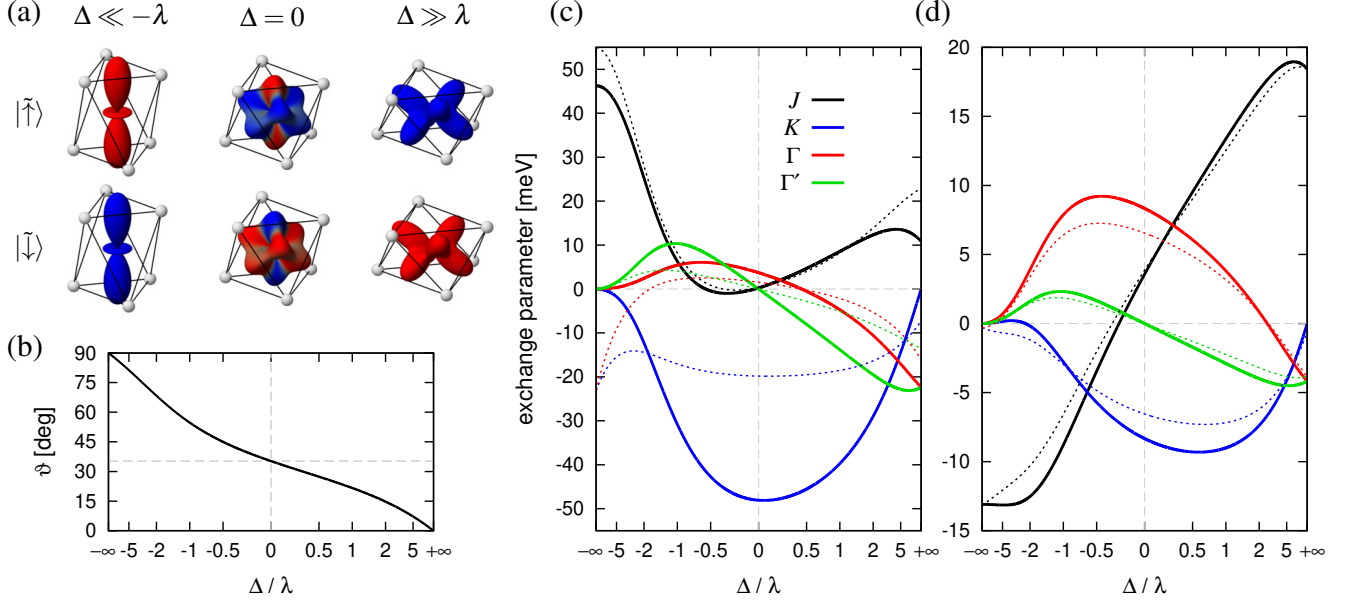 (a)
Δ ≪ −λ
Δ = 0
Δ ≫ λ
|↑̃⟩
|↓̃⟩
(b)
ϑ [deg]
90
75
60
45
30
15
0
−∞ -5 -2 -1 0 0.5 1 2 5 +∞
Δ / λ
(c)
exchange parameter [meV]
50
40
30
20
10
0
-10
-20
-30
-40
-50
J
K
Γ
Γ′
−∞ -5 -2 -1 -0.5 0 0.5 1 2 5 +∞
Δ / λ
(d)
20
15
10
5
0
-5
-10
-15
−∞ -5 -2 -1 -0.5 0 0.5 1 2 5 +∞
Δ / λ